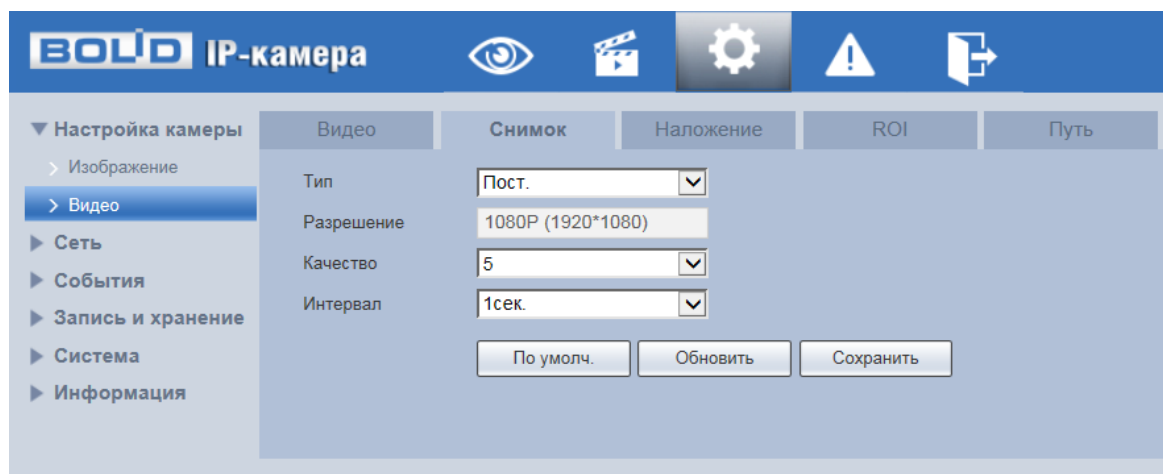 BOLID IP-камера
Настройка камеры
Изображение
Видео
Сеть
События
Запись и хранение
Система
Информация
Видео Снимок Наложение ROI Путь
Тип Пост.
Разрешение 1080P (1920*1080)
Качество 5
Интервал 1сек.
По умолч. Обновить Сохранить